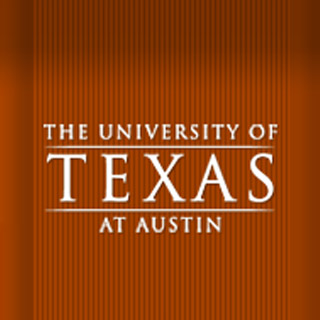 THE UNIVERSITY OF
TEXAS
AT AUSTIN